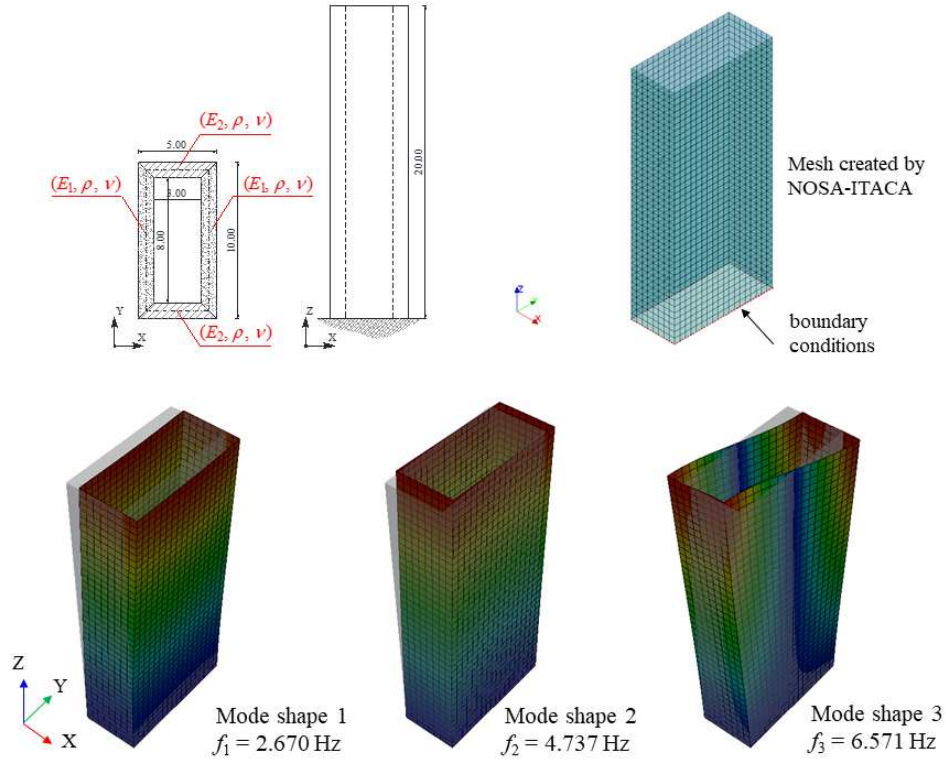 (E2, ρ, ν)
5.00
(E1, ρ, ν)
(E1, ρ, ν)
3.00
8.00
10.00
(E2, ρ, ν)
Y
X
20.00
Z
X
Z
Y
X
Mesh created by
NOSA-ITACA
boundary
conditions
Z
Y
X
Mode shape 1
f1 = 2.670 Hz
Mode shape 2
f2 = 4.737 Hz
Mode shape 3
f3 = 6.571 Hz